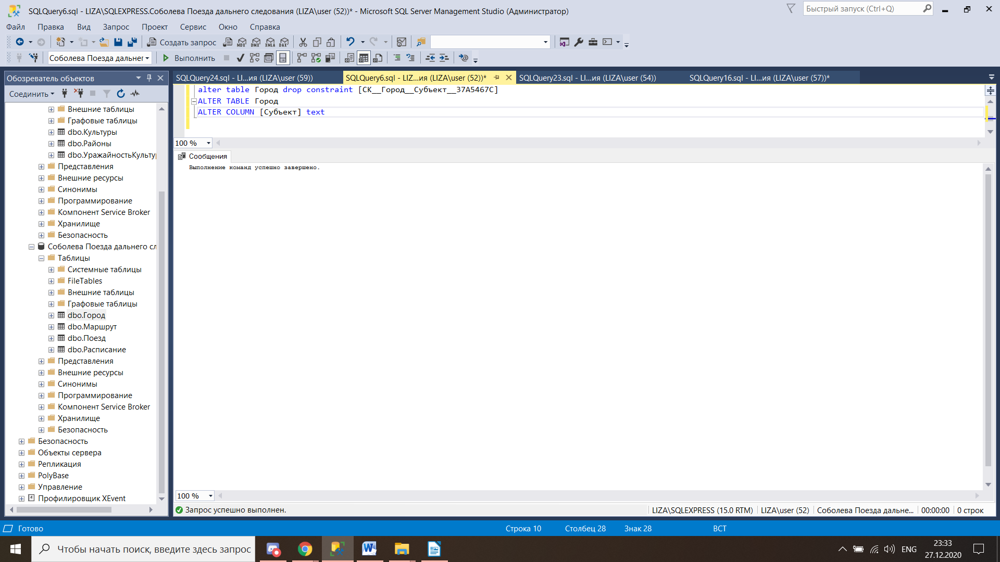 SQLQuery6.sql - LIZA\SQLEXPRESS.Соболева Поезда дальнего следования (LIZA\user (52))* - Microsoft SQL Server Management Studio (Администратор)
Быстрый запуск (Ctrl+Q)
Файл Правка Вид Запрос Проект Сервис Окно Справка
Создать запрос MDX DMX XMLA DAX
Соболева Поезда дальнег Выполнить
Обозреватель объектов
Соединить
Внешние таблицы
Графовые таблицы
dbo.Культуры
dbo.Районы
dbo.УражайностьКультур
Представления
Внешние ресурсы
Синонимы
Программирование
Компонент Service Broker
Хранилище
Безопасность
Соболева Поезда дальнего сл
Таблицы
Системные таблицы
FileTables
Внешние таблицы
Графовые таблицы
dbo.Город
dbo.Маршрут
dbo.Поезд
dbo.Расписание
Представления
Внешние ресурсы
Синонимы
Программирование
Компонент Service Broker
Хранилище
Безопасность
Безопасность
Объекты сервера
Репликация
PolyBase
Управление
Профилировщик XEvent
SQLQuery24.sql - LI...ия (LIZA\user (59)) SQLQuery6.sql - LIZ...ия (LIZA\user (52))* SQLQuery23.sql - LI...ия (LIZA\user (54)) SQLQuery16.sql - LI...ия (LIZA\user (57))*
alter table Город drop constraint [CK__Город__Субъект__37A5467C]
ALTER TABLE Город
ALTER COLUMN [Субъект] text
100 %
Сообщения
Выполнение команд успешно завершено.
100 %
Запрос успешно выполнен. LIZA\SQLEXPRESS (15.0 RTM) LIZA\user (52) Соболева Поезда дальне... 00:00:00 0 строк
Готово Строка 10 Столбец 28 Знак 28 ВСТ
Чтобы начать поиск, введите здесь запрос
ENG
23:33
27.12.2020